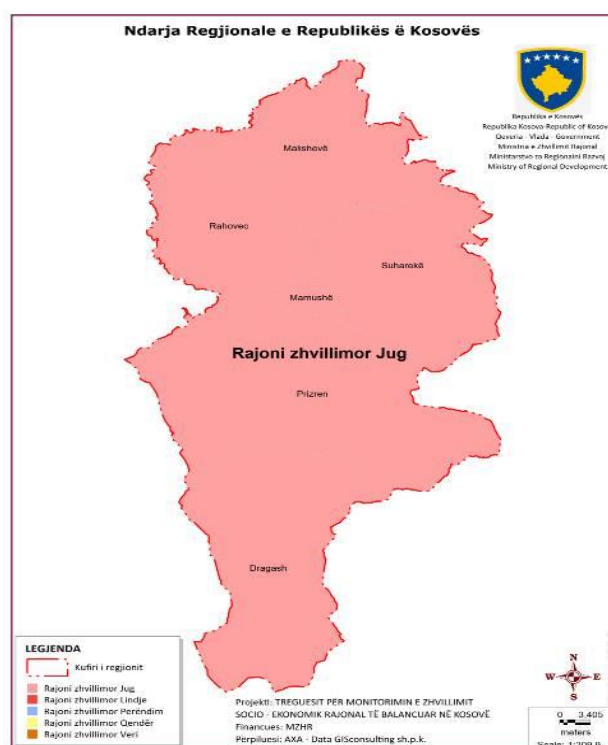 Ndarja Regjionale e Republikës ë Kosovës
Republika e Kosovës
Republika Kosova-Republic of Kosovo
Qeveria - Vlada - Government
Ministria e Zhvillimit Rajonal
Ministarstvo za Regionalni Razvoj
Ministry of Regional Development
Malishevë
Rahovec
Suharekë
Mamushë
Rajoni zhvillimor Jug
Prizren
Dragash
LEGJENDA
Kufiri i regjionit
Rajoni zhvillimor Jug
Rajoni zhvillimor Lindje
Rajoni zhvillimor Perëndim
Rajoni zhvillimor Qendër
Rajoni zhvillimor Veri
Projekti: TREGUESIT PËR MONITORIMIN E ZHVILLIMIT
SOCIO - EKONOMIK RAJONAL TË BALANCUAR NË KOSOVË
Financues: MZHR
Përpiluesi: AXA - Data GISconsulting sh.p.k.
N
W E
S
0 3.405
meters